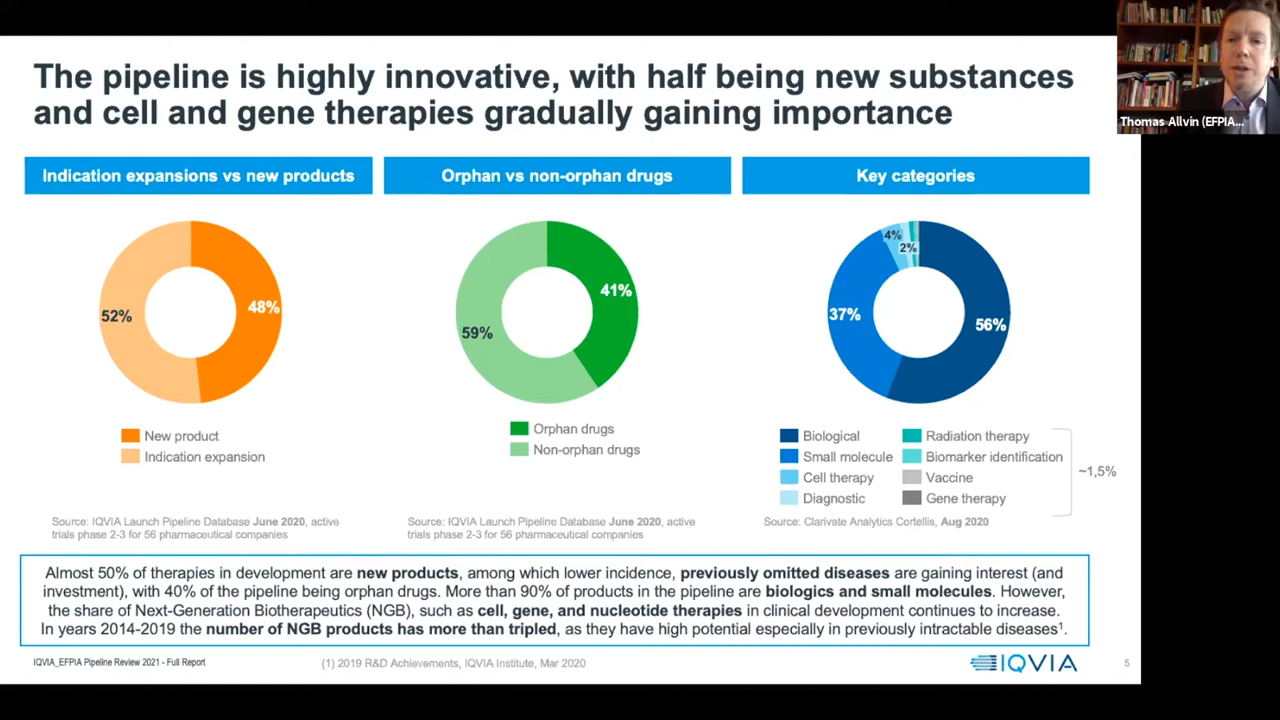 The pipeline is highly innovative, with half being new substances
and cell and gene therapies gradually gaining importance
Thomas Allvin (EFPIA...
Indication expansions vs new products
Orphan vs non-orphan drugs
Key categories
52%
48%
59%
41%
4%
2%
37%
56%
New product
Indication expansion
Orphan drugs
Non-orphan drugs
Biological
Small molecule
Cell therapy
Diagnostic
Radiation therapy
Biomarker identification
Vaccine
Gene therapy
~1,5%
Source: IQVIA Launch Pipeline Database June 2020, active
trials phase 2-3 for 56 pharmaceutical companies
Source: IQVIA Launch Pipeline Database June 2020, active
trials phase 2-3 for 56 pharmaceutical companies
Source: Clarivate Analytics Cortellis, Aug 2020
Almost 50% of therapies in development are new products, among which lower incidence, previously omitted diseases are gaining interest (and
investment), with 40% of the pipeline being orphan drugs. More than 90% of products in the pipeline are biologics and small molecules. However,
the share of Next-Generation Biotherapeutics (NGB), such as cell, gene, and nucleotide therapies in clinical development continues to increase.
In years 2014-2019 the number of NGB products has more than tripled, as they have high potential especially in previously intractable diseases¹.
IQVIA_EFPIA Pipeline Review 2021 - Full Report
(1) 2019 R&D Achievements, IQVIA Institute, Mar 2020
IQVIA
5